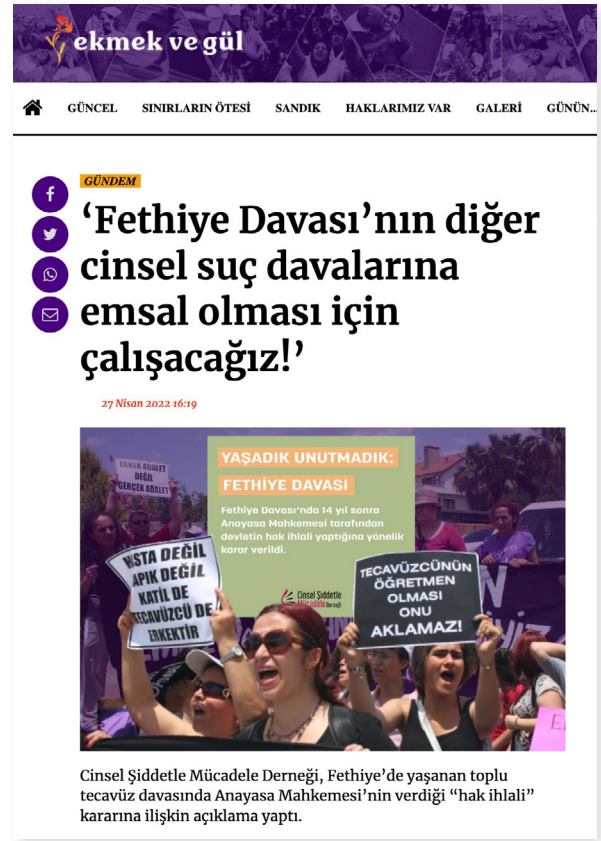 ekmek ve gül
GÜNCEL SINIRLARIN ÖTESİ SANDIK HAKLARIMIZ VAR GALERİ GÜNÜN...
GÜNDEM
‘Fethiye Davası’nın diğer
cinsel suç davalarına
emsal olması için
çalışacağız!’
27 Nisan 2022 16:19
ERKEK ADALET
DEĞİL
GERÇEK ADALET
YAŞADIK UNUTMADIK:
FETHİYE DAVASI
Fethiye Davası’nda 14 yıl sonra
Anayasa Mahkemesi tarafından
devletin hak ihlali yaptığına yönelik
karar verildi.
Cinsel Şiddetle
Mücadele Derneği
HASTA DEĞİL
SAPIK DEĞİL
KATİL DE
TECAVÜZCÜ DE
ERKEKTİR
TECAVÜZCÜNÜN
ÖĞRETMEN
OLMASI
ONU
AKLAMAZ!
Cinsel Şiddetle Mücadele Derneği, Fethiye’de yaşanan toplu
tecavüz davasında Anayasa Mahkemesi’nin verdiği “hak ihlali”
kararına ilişkin açıklama yaptı.